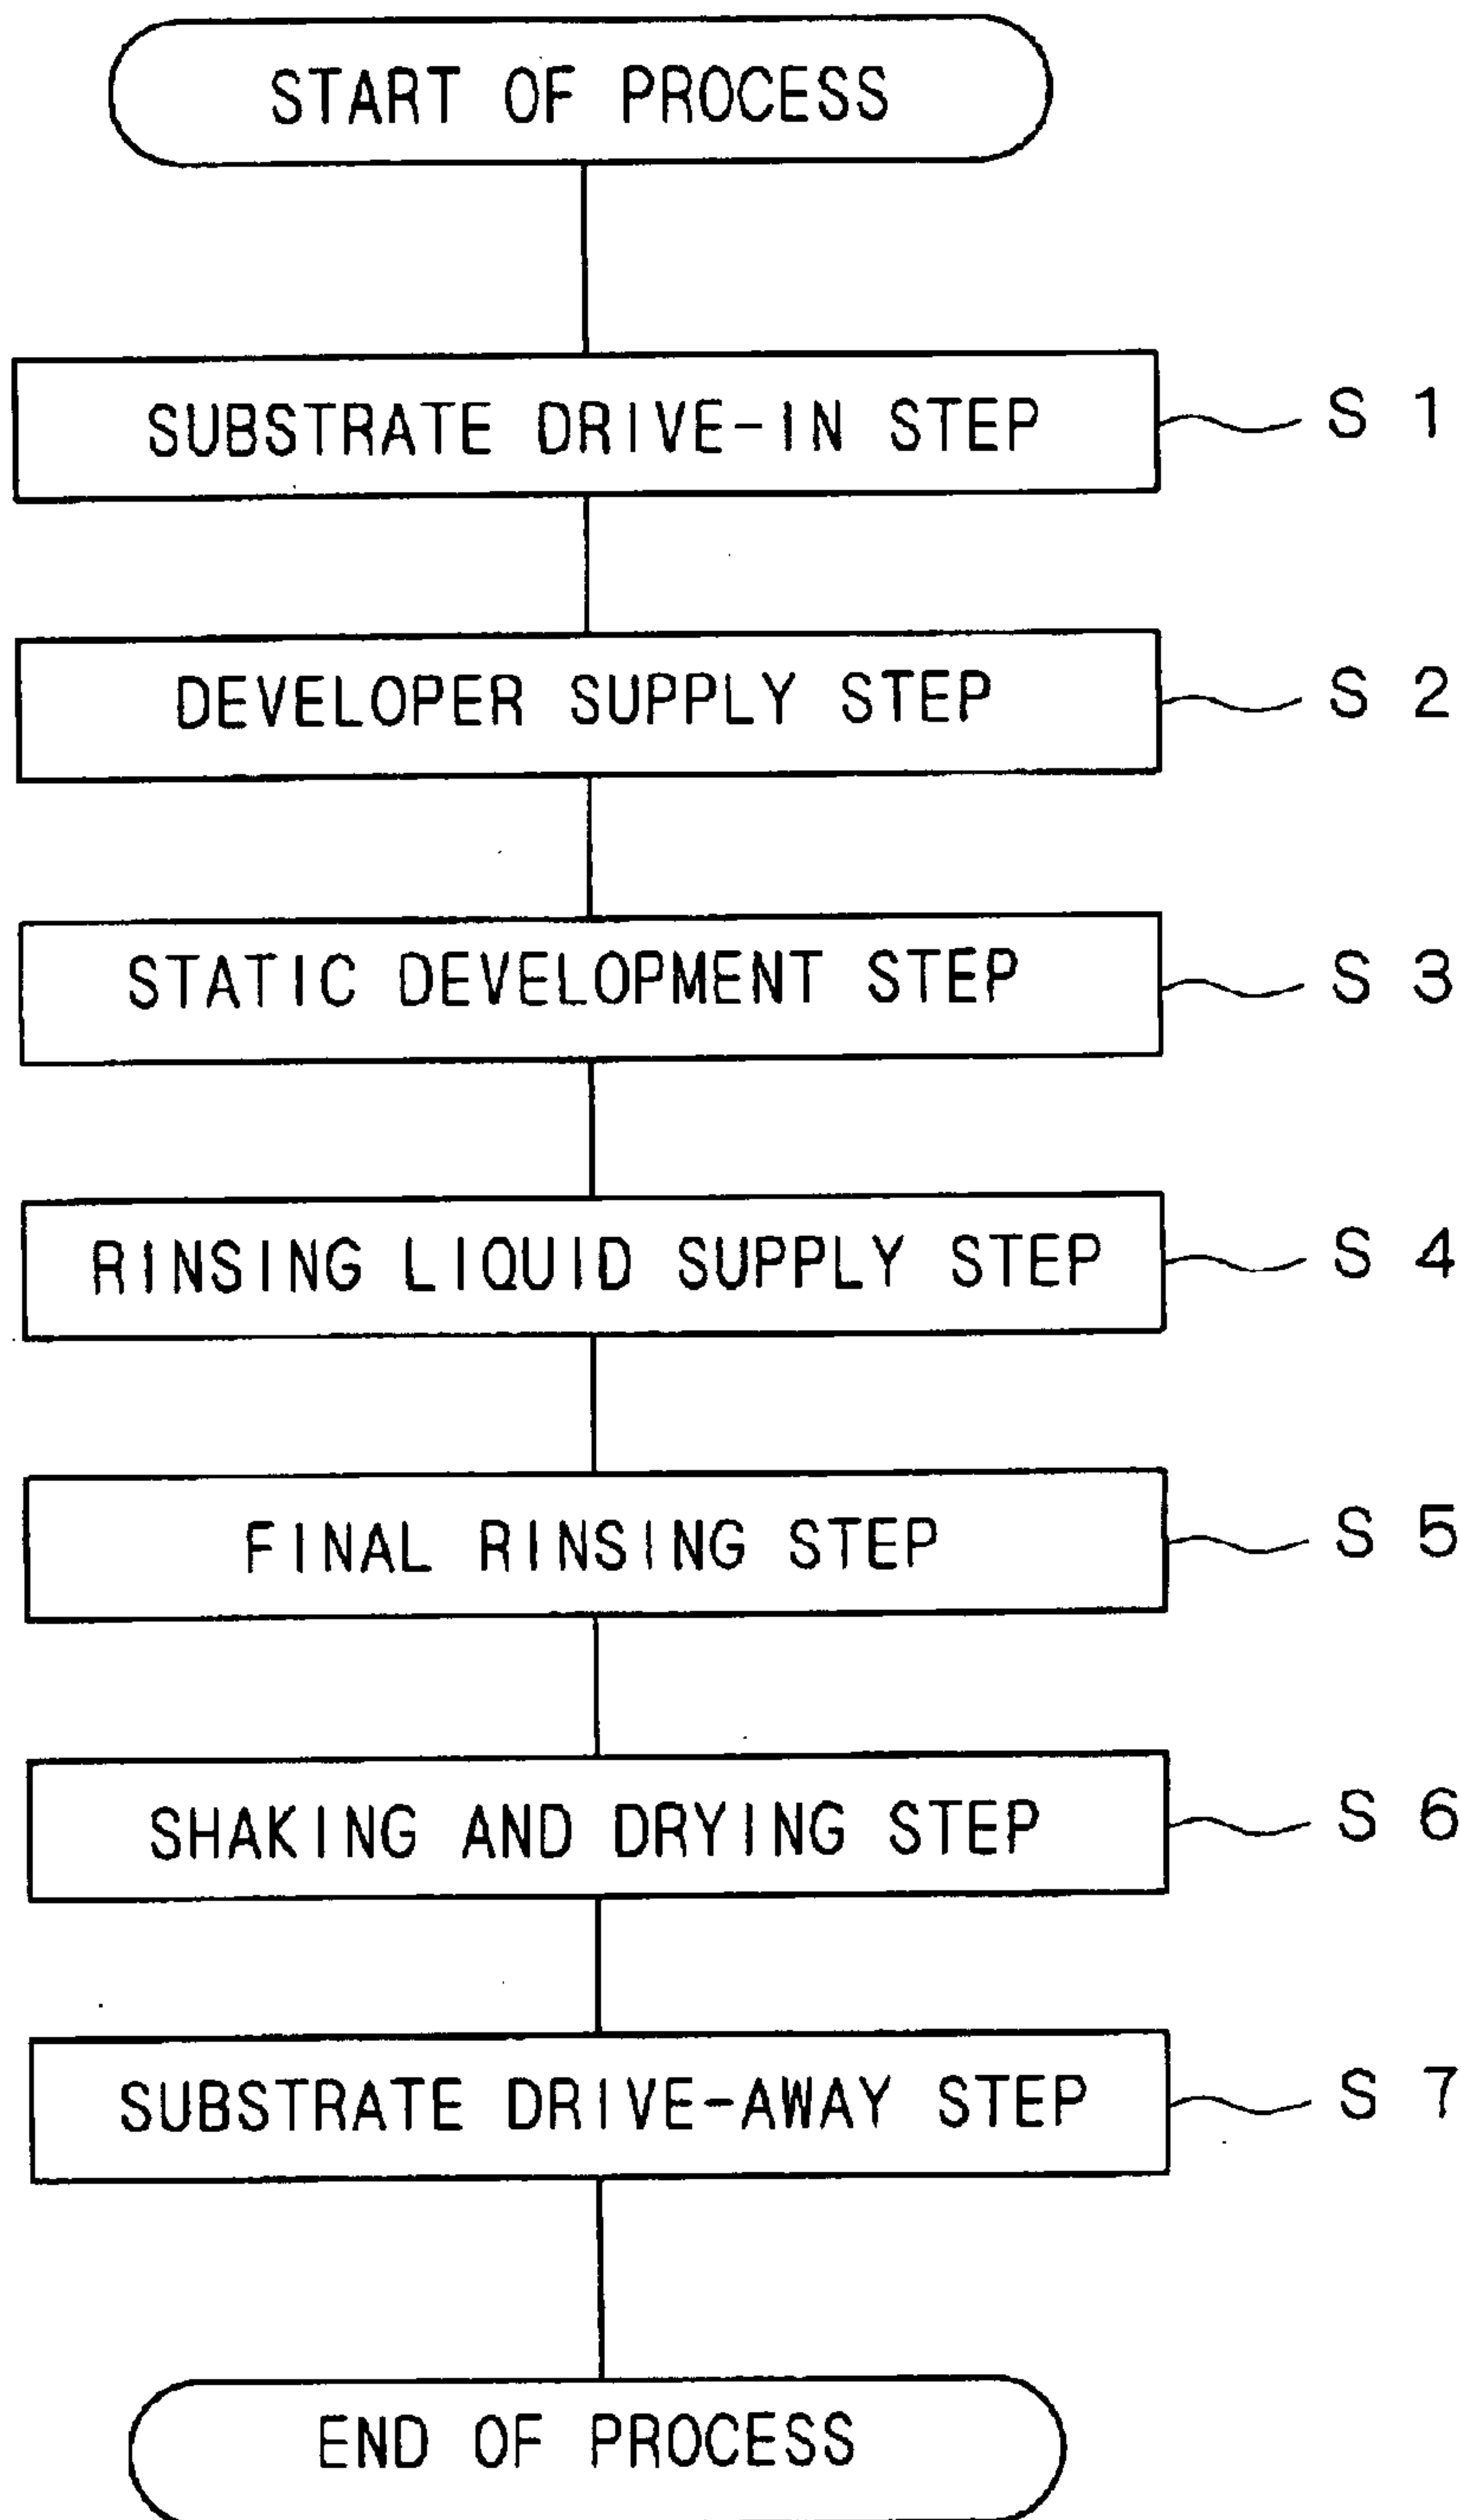 START OF PROCESS
SUBSTRATE DRIVE-IN STEP
S 1
DEVELOPER SUPPLY STEP
S 2
STATIC DEVELOPMENT STEP
S 3
RINSING LIQUID SUPPLY STEP
S 4
FINAL RINSING STEP
S 5
SHAKING AND DRYING STEP
S 6
SUBSTRATE DRIVE-AWAY STEP
S 7
END OF PROCESS